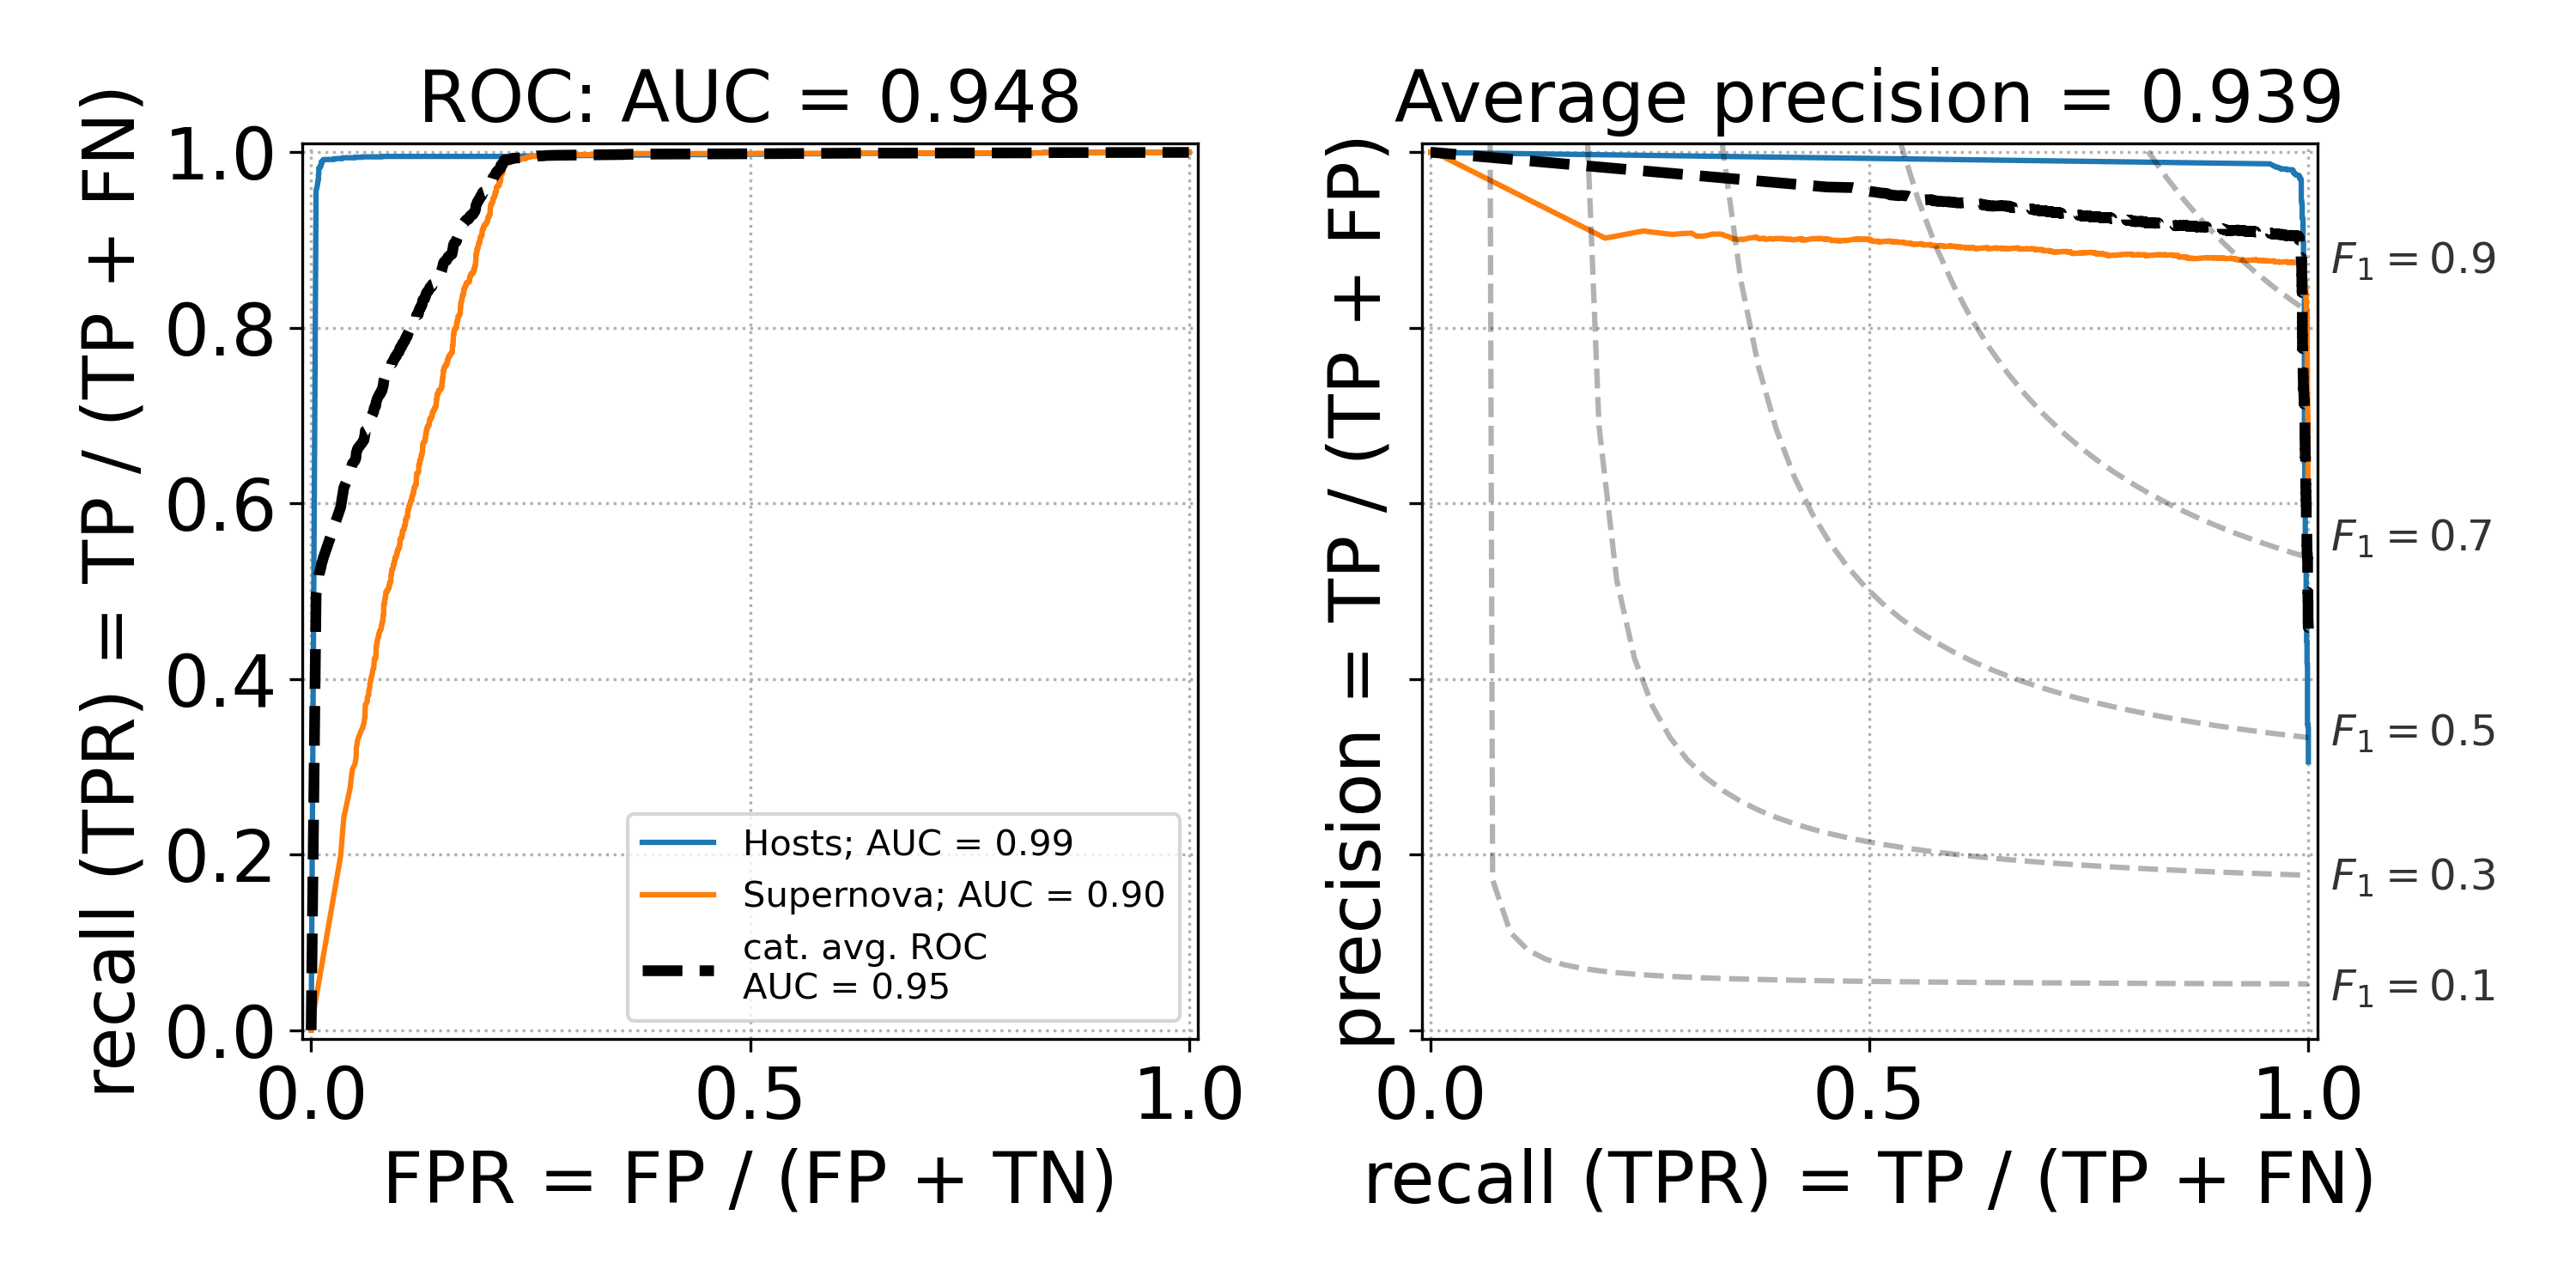 ROC: AUC = 0.948
recall (TPR) = TP / (TP + FN)
1.0
0.8
0.6
0.4
0.2
0.0
Hosts; AUC = 0.99
Supernova; AUC = 0.90
cat. avg. ROC
AUC = 0.95
0.0 0.5 1.0
FPR = FP / (FP + TN)
Average precision = 0.939
precision = TP / (TP + FP)
F₁ = 0.9
F₁ = 0.7
F₁ = 0.5
F₁ = 0.3
F₁ = 0.1
0.0 0.5 1.0
recall (TPR) = TP / (TP + FN)